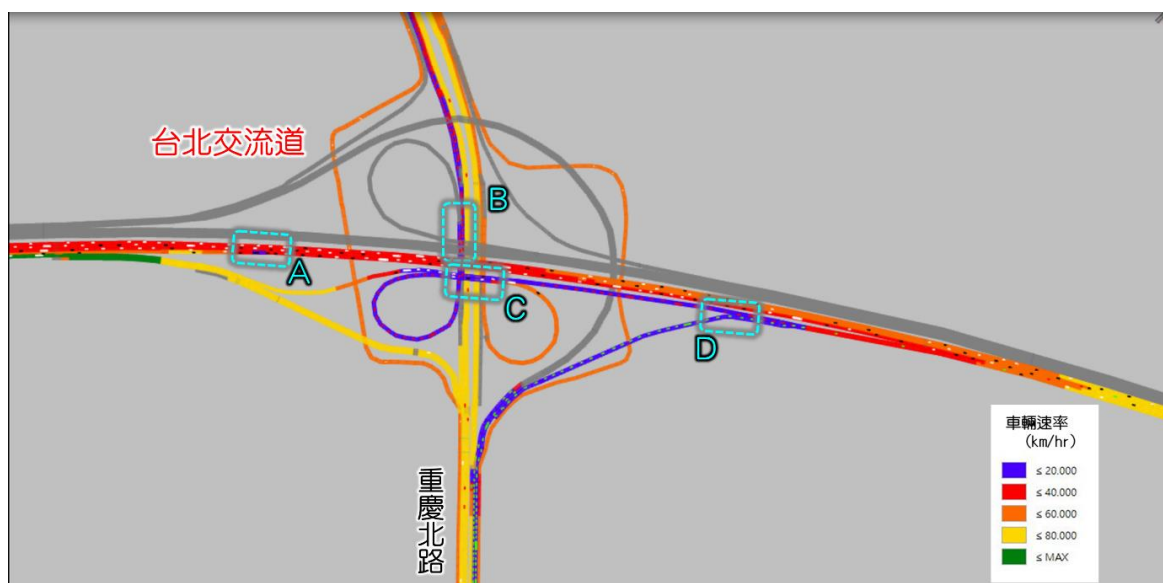 台北交流道
B
A
C
D
重慶北路
車輛速率
(km/hr)
≤ 20.000
≤ 40.000
≤ 60.000
≤ 80.000
≤ MAX